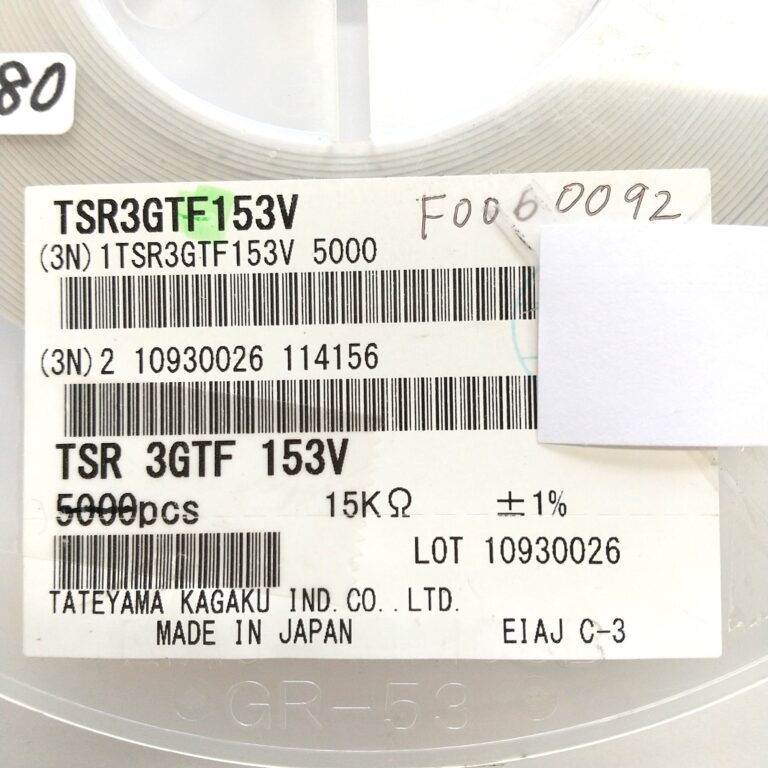 80
TSR3GTF153V F0060092
(3N)1TSR3GTF153V 5000
(3N)2 10930026 114156
TSR 3GTF 153V
5000pcs 15KΩ ±1%
LOT 10930026
TATEYAMA KAGAKU IND.CO.,LTD.
MADE IN JAPAN EIAJ C-3
GR-53